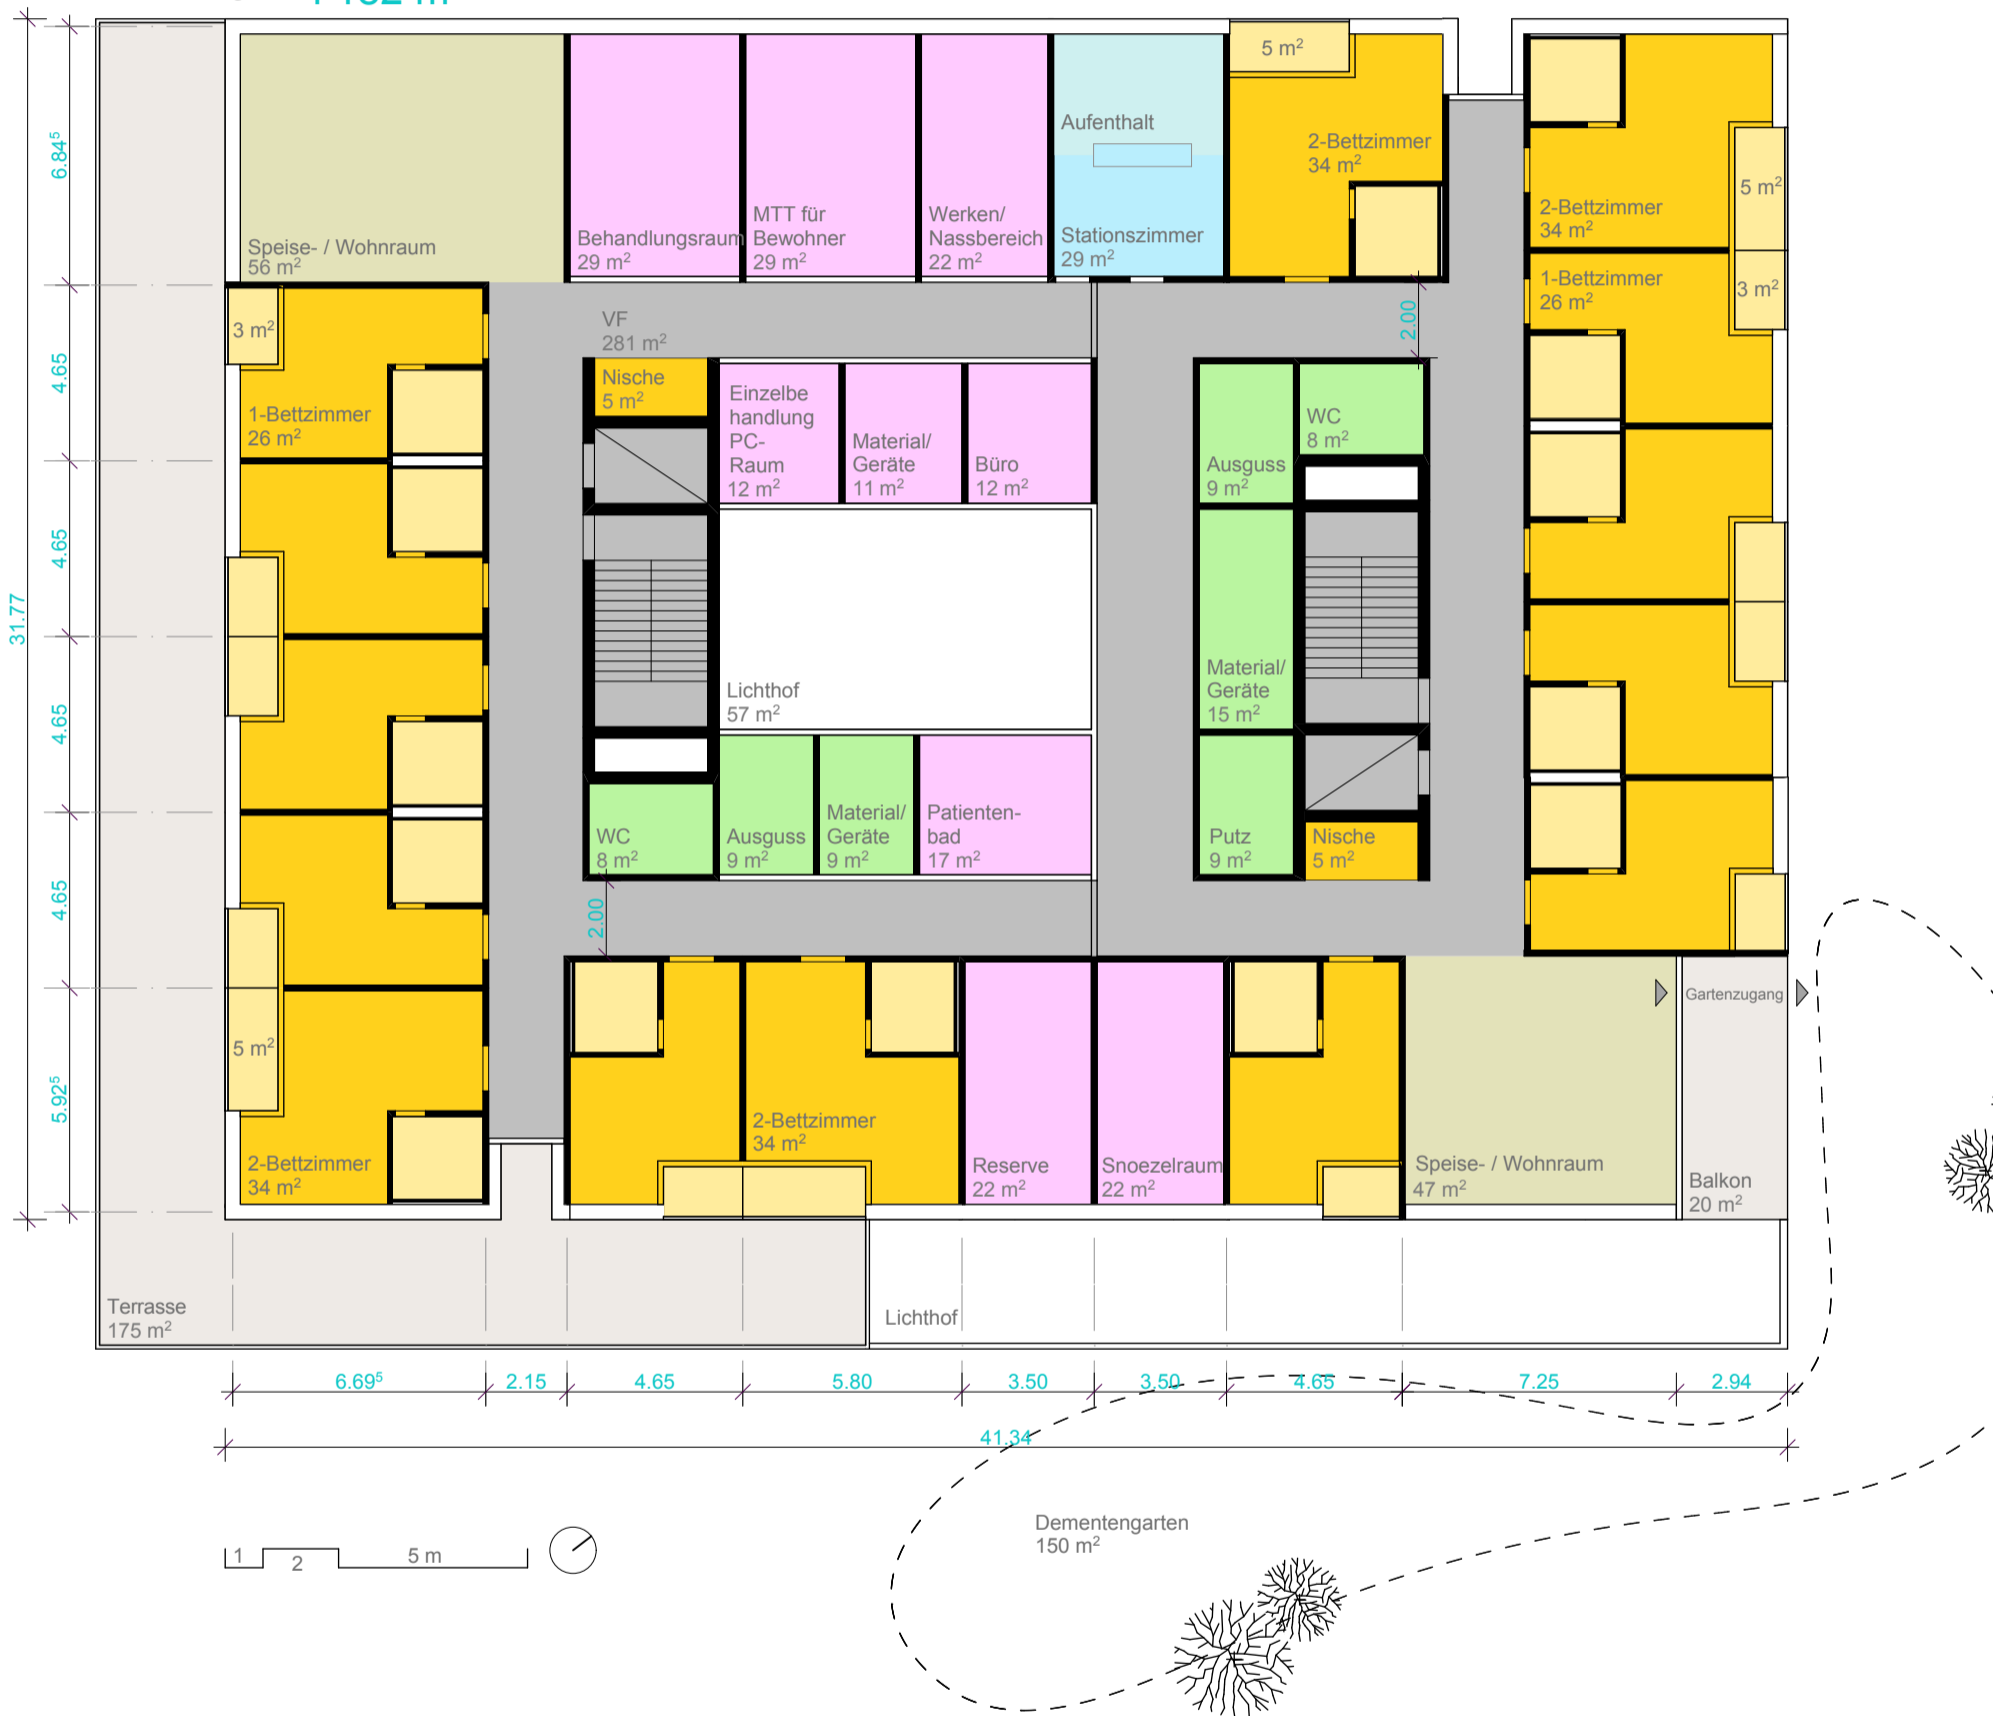 5 m²
Aufenthalt
2-Bettzimmer
34 m²
5 m²
6.84⁵
Speise- / Wohnraum
56 m²
Behandlungsraum
29 m²
MTT für
Bewohner
29 m²
Werken/
Nassbereich
22 m²
Stationszimmer
29 m²
2-Bettzimmer
34 m²
1-Bettzimmer
26 m²
3 m²
3 m²
VF
281 m²
2.00
4.65
1-Bettzimmer
26 m²
Nische
5 m²
Einzelbe
handlung
PC-
Raum
12 m²
Material/
Geräte
11 m²
Büro
12 m²
Ausguss
9 m²
WC
8 m²
4.65
31.77
4.65
Lichthof
57 m²
Material/
Geräte
15 m²
4.65
WC
8 m²
Ausguss
9 m²
Material/
Geräte
9 m²
Patienten-
bad
17 m²
Putz
9 m²
Nische
5 m²
2.00
Gartenzugang
5 m²
5.92⁵
2-Bettzimmer
34 m²
2-Bettzimmer
34 m²
Reserve
22 m²
Snoezelraum
22 m²
Speise- / Wohnraum
47 m²
Balkon
20 m²
Terrasse
175 m²
Lichthof
6.69⁵
2.15
4.65
5.80
3.50
3.50
4.65
7.25
2.94
41.34
Dementengarten
150 m²
1
2
5 m